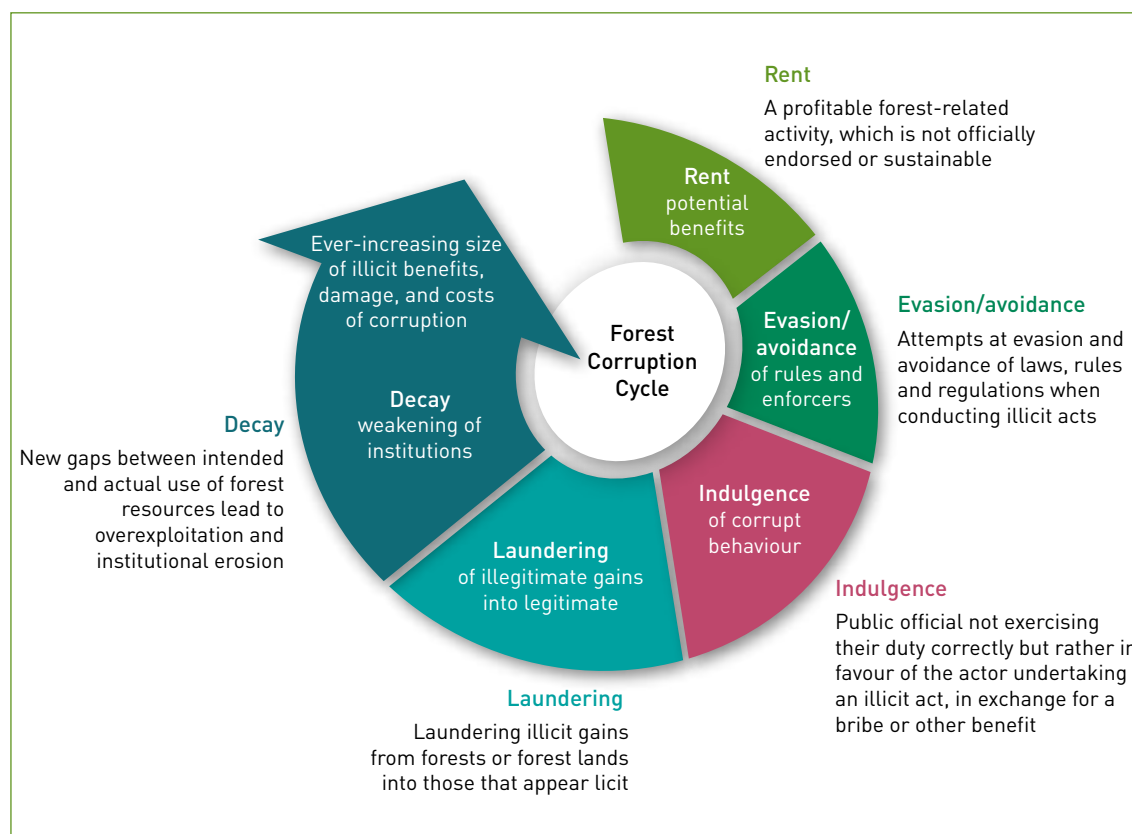 Rent
A profitable forest-related
activity, which is not officially
endorsed or sustainable
Rent
potential
benefits
Evasion/avoidance
Attempts at evasion and
avoidance of laws, rules
and regulations when
conducting illicit acts
Evasion/
avoidance
of rules and
enforcers
Forest
Corruption
Cycle
Indulgence
of corrupt
behaviour
Indulgence
Public official not exercising
their duty correctly but rather in
favour of the actor undertaking
an illicit act, in exchange for a
bribe or other benefit
Laundering
of illegitimate gains
into legitimate
Laundering
Laundering illicit gains
from forests or forest lands
into those that appear licit
Ever-increasing size
of illicit benefits,
damage, and costs
of corruption
Decay
weakening of
institutions
Decay
New gaps between intended
and actual use of forest
resources lead to
overexploitation and
institutional erosion